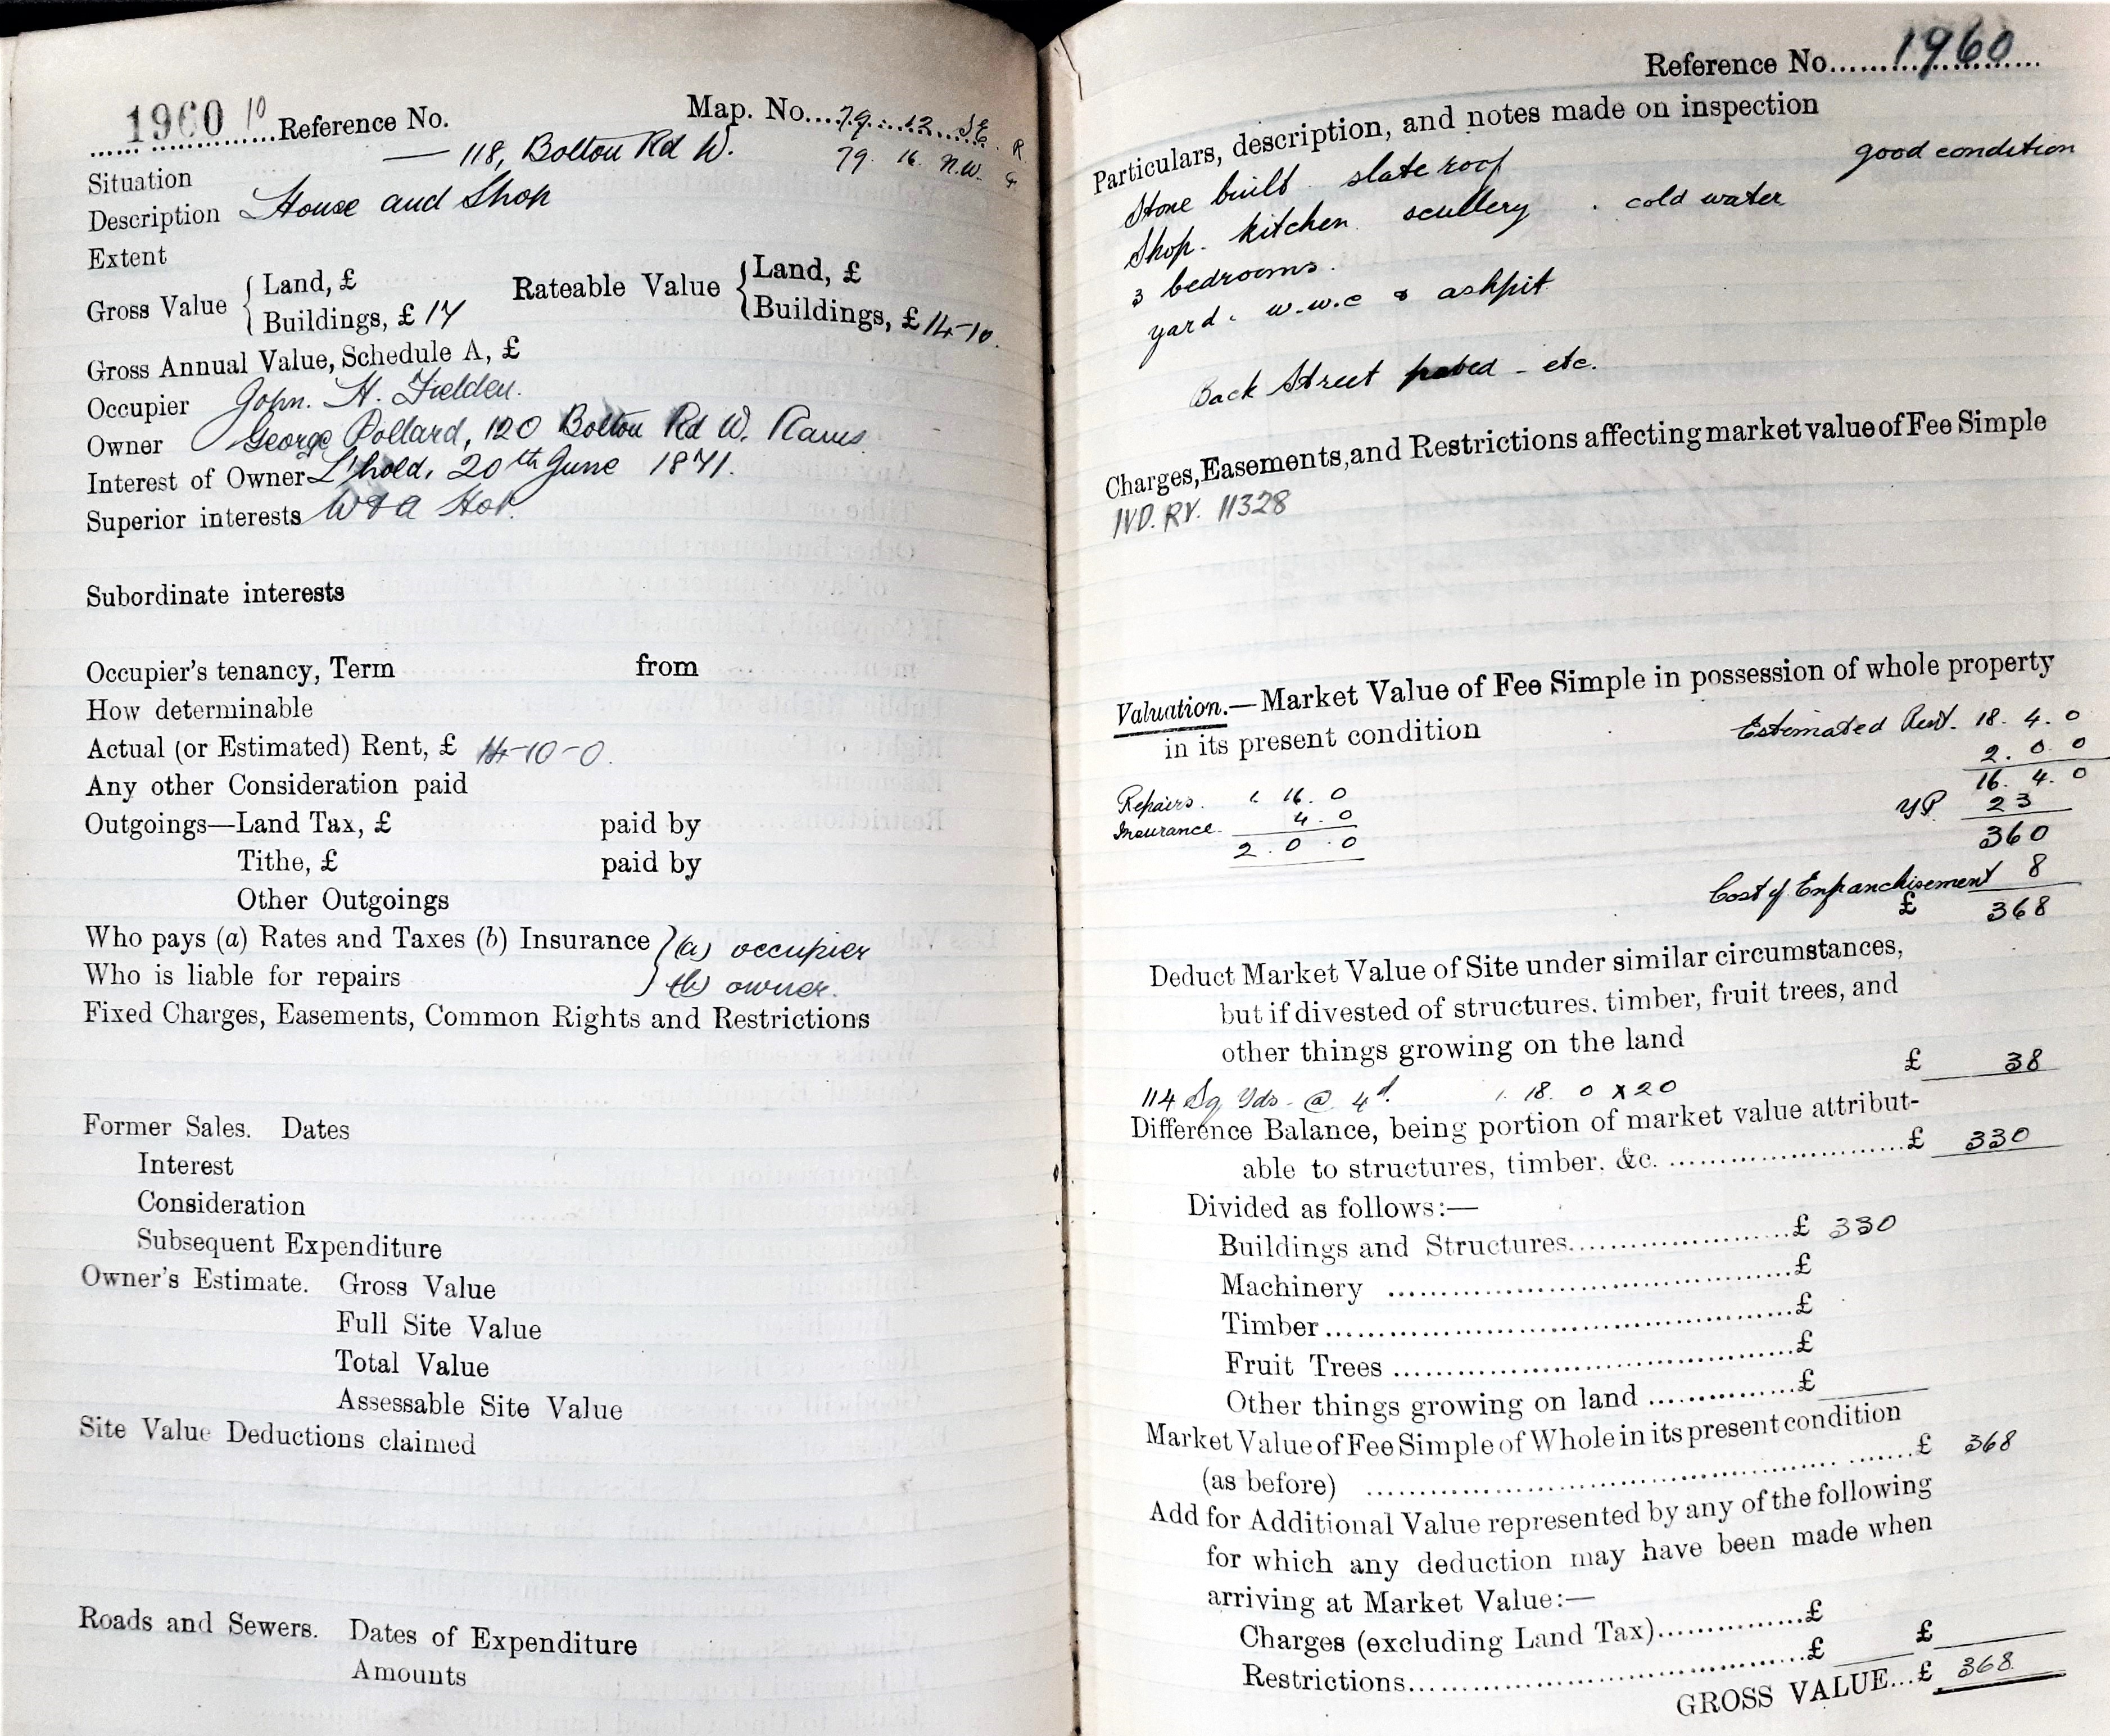 1960 10 Reference No. Map. No. 79. 12. SE. R
79. 16. N.W. G
Situation — 118, Bolton Rd W.
Description House and Shop
Extent
Gross Value { Land, £ Rateable Value { Land, £
Buildings, £ 17 Buildings, £ 14-10.
Gross Annual Value, Schedule A, £
Occupier John. H. Fielden.
Owner George Pollard, 120 Bolton Rd W. Rams.
Interest of Owner L'hold, 20th June 1871.
Superior interests
Subordinate interests
Occupier's tenancy, Term from
How determinable
Actual (or Estimated) Rent, £ 14-10-0.
Any other Consideration paid
Outgoings—Land Tax, £ paid by
Tithe, £ paid by
Other Outgoings
Who pays (a) Rates and Taxes (b) Insurance } (a) occupier
Who is liable for repairs } (b) owner.
Fixed Charges, Easements, Common Rights and Restrictions
Former Sales. Dates
Interest
Consideration
Subsequent Expenditure
Owner's Estimate. Gross Value
Full Site Value
Total Value
Assessable Site Value
Site Value Deductions claimed
Roads and Sewers. Dates of Expenditure
Amounts
Reference No. 1960
Particulars, description, and notes made on inspection
Stone built slate roof good condition
Shop. kitchen scullery . cold water
3 bedrooms.
yard. w.w.c & ashpit
Back Street paved - etc.
Charges, Easements, and Restrictions affecting market value of Fee Simple
IVD. RV. 11328
Valuation.—Market Value of Fee Simple in possession of whole property
in its present condition Estimated Rent. 18. 4. 0
2. 0. 0
16. 4. 0
Repairs. 1. 16. 0 YP 23
Insurance. 4. 0 360
2. 0. 0
Cost of Enfranchisement 8
£ 368
Deduct Market Value of Site under similar circumstances,
but if divested of structures, timber, fruit trees, and
other things growing on the land £ 38
114 Sq Yds @ 4d. 1. 18. 0 x 20
Difference Balance, being portion of market value attribut-
able to structures, timber, &c. £ 330
Divided as follows:—
Buildings and Structures £ 330
Machinery £
Timber £
Fruit Trees £
Other things growing on land £
Market Value of Fee Simple of Whole in its present condition
(as before) £ 368
Add for Additional Value represented by any of the following
for which any deduction may have been made when
arriving at Market Value:—
Charges (excluding Land Tax) £
Restrictions £ £
GROSS VALUE...£ 368